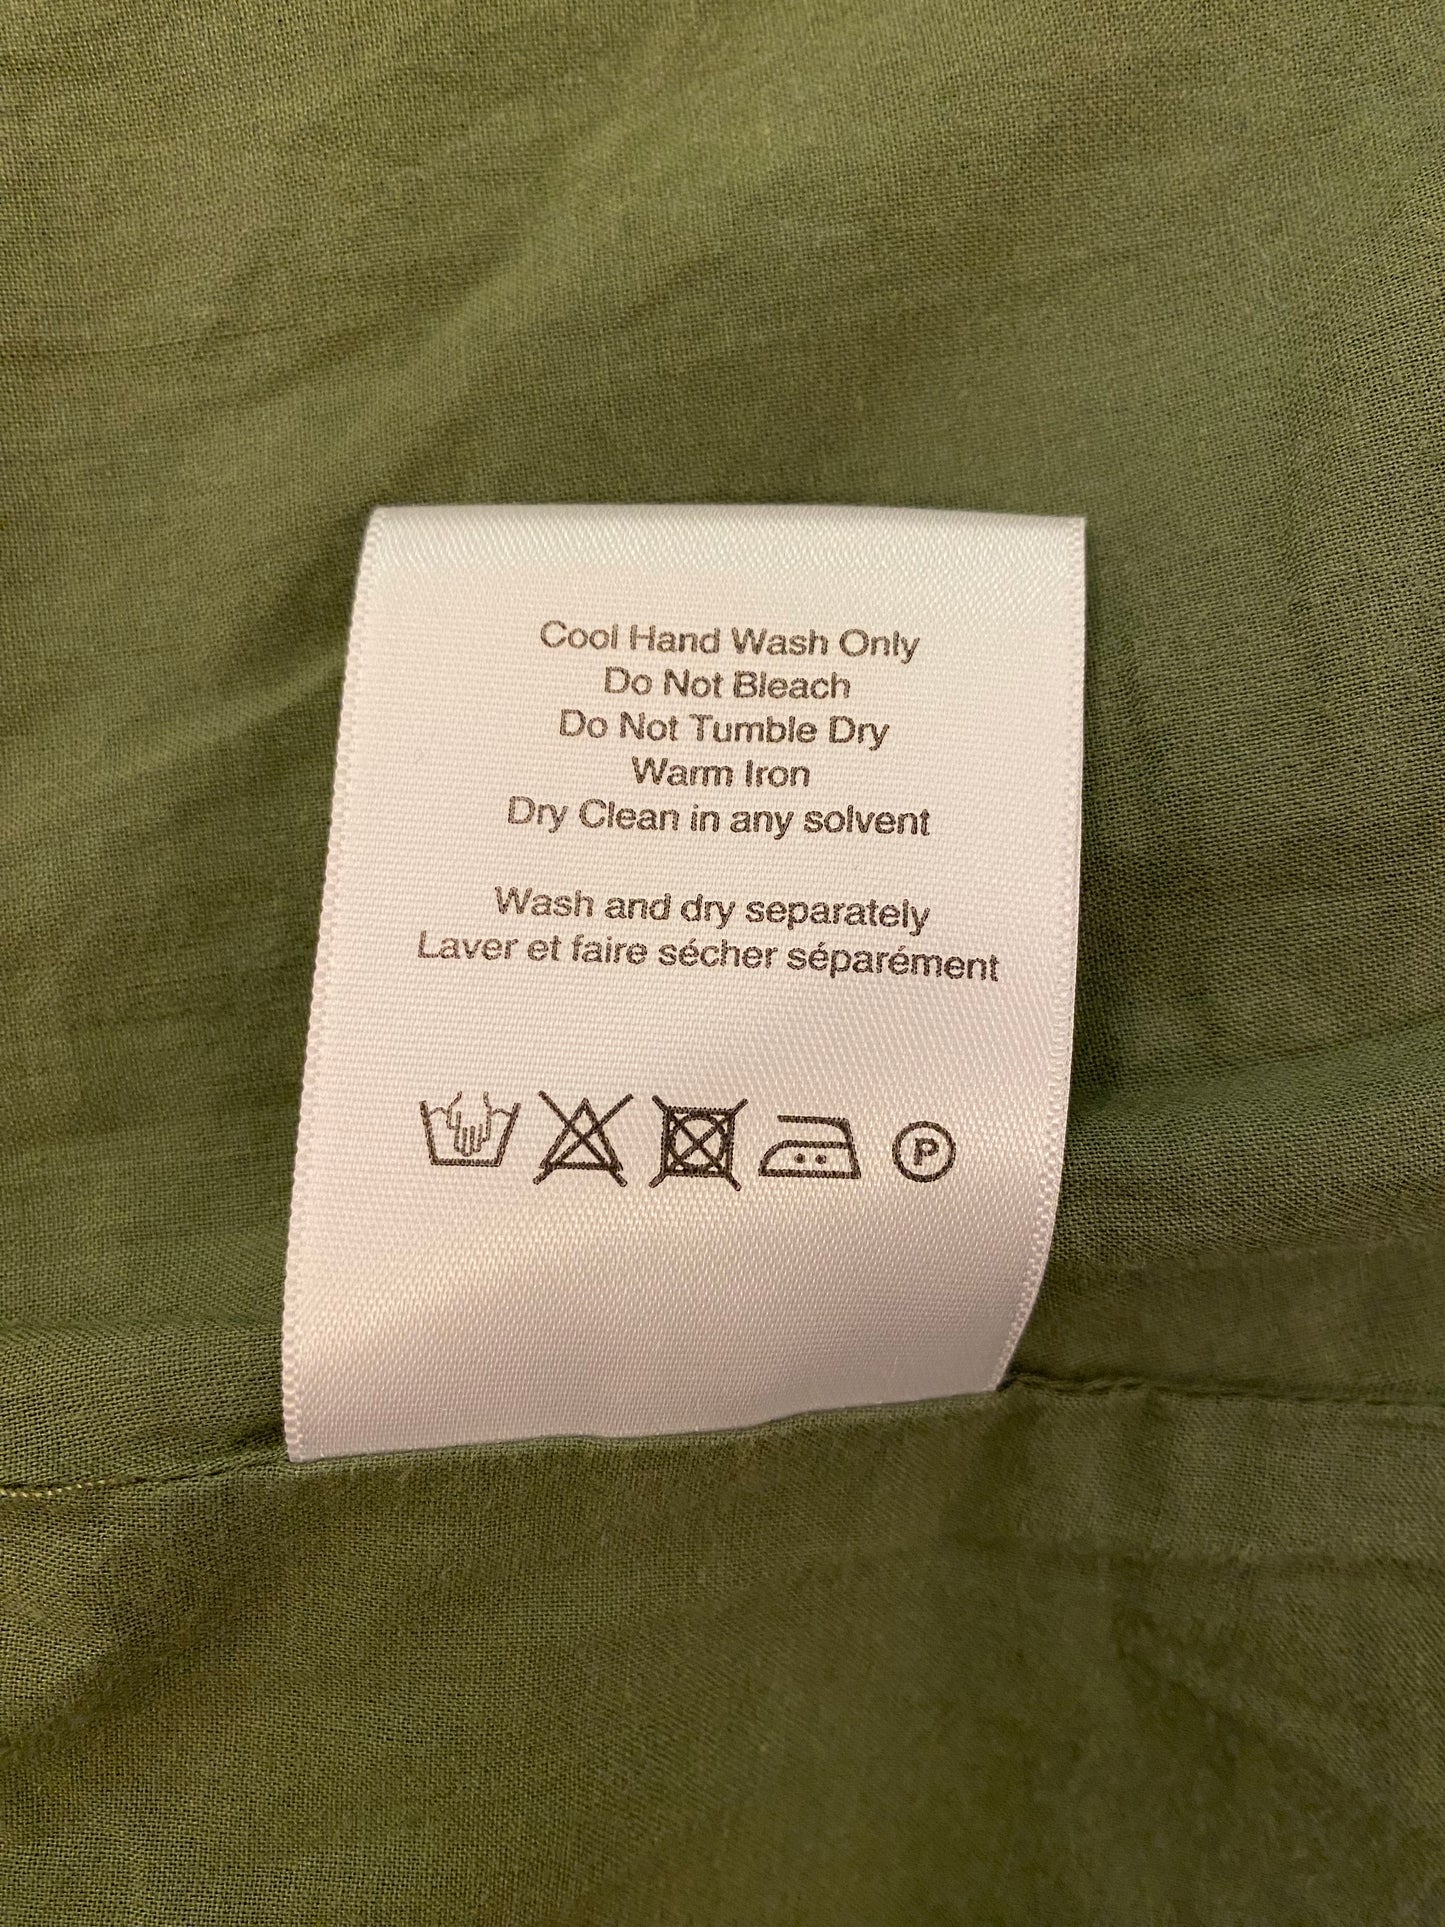 Cool Hand Wash Only
Do Not Bleach
Do Not Tumble Dry
Warm Iron
Dry Clean in any solvent
Wash and dry separately
Laver et faire sécher séparément
P